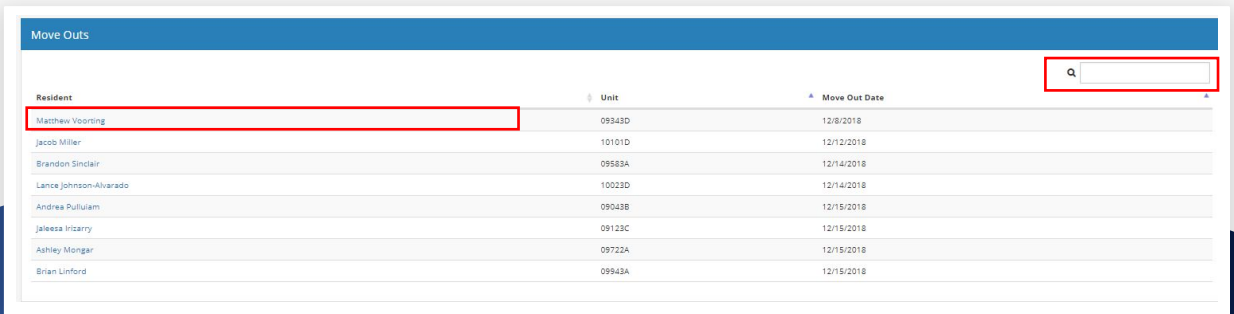 Move Outs
Resident Unit Move Out Date
Matthew Voorting 09343D 12/8/2018
Jacob Miller 10101D 12/12/2018
Brandon Sinclair 09583A 12/14/2018
Lance Johnson-Alvarado 10023D 12/14/2018
Andrea Pullulam 09043B 12/15/2018
Jaleesa Irizarry 09123C 12/15/2018
Ashley Mongar 09722A 12/15/2018
Brian Linford 09943A 12/15/2018